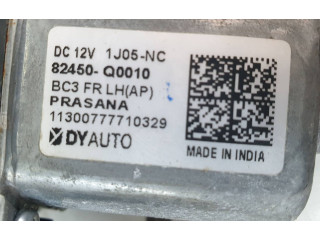 DC 12V 1J05-NC
82450-Q0010
BC3 FR LH(AP)
PRASANA
11300777710329
DYAUTO
MADE IN INDIA